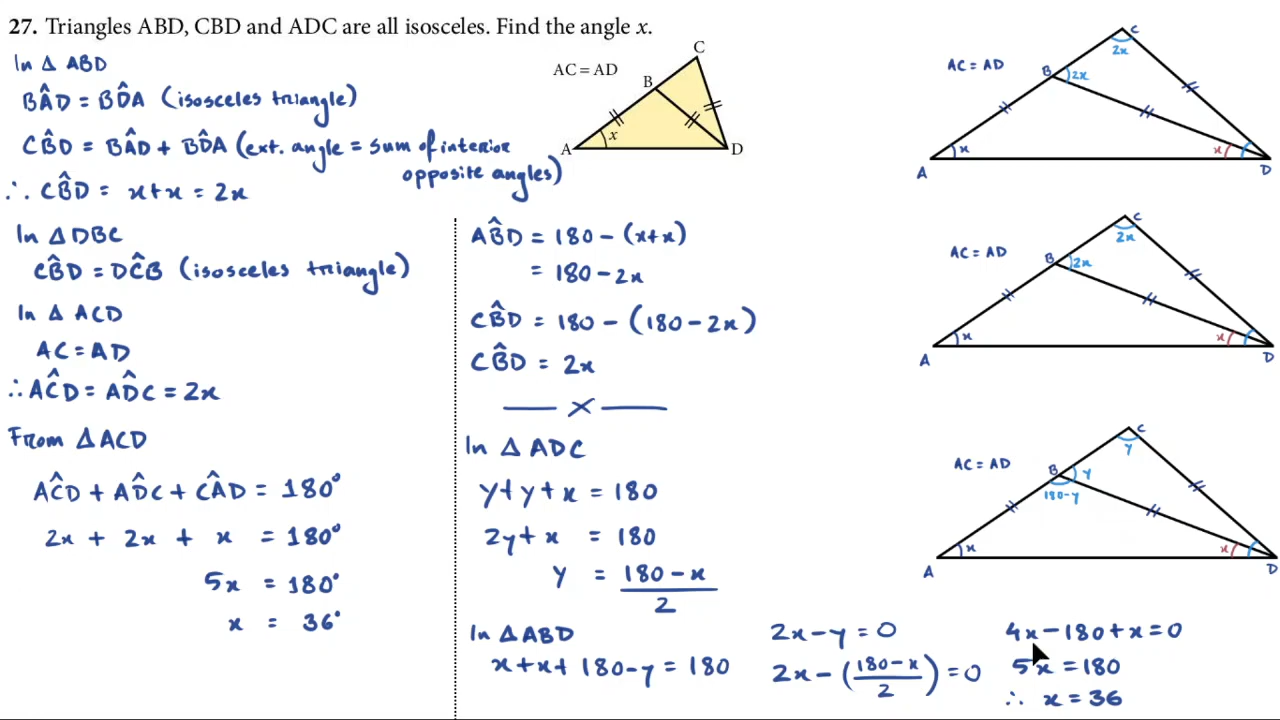 27. Triangles ABD, CBD and ADC are all isosceles. Find the angle x.
In △ ABD
BÂD = BD̂A (isosceles triangle)
CB̂D = BÂD + BD̂A (ext. angle = sum of interior
opposite angles)
∴ CB̂D = x+x = 2x
In △DBC
CB̂D = DĈB (isosceles triangle)
In △ ACD
AC = AD
∴ AĈD = AD̂C = 2x
From △ACD
AĈD + AD̂C + CÂD = 180°
2x + 2x + x = 180°
5x = 180°
x = 36°
AC = AD
A
B
C
D
x
AB̂D = 180 − (x+x)
= 180 − 2x
CB̂D = 180 − (180 − 2x)
CB̂D = 2x
— x —
In △ ADC
y+y+x = 180
2y+x = 180
y = (180 − x)/2
In △ABD
x+x+180−y = 180
2x − y = 0
2x − ((180 − x)/2) = 0
4x − 180 + x = 0
5x = 180
∴ x = 36
AC = AD
A
B
C
D
x
2x
2x
x
AC = AD
A
B
C
D
x
2x
2x
x
AC = AD
A
B
C
D
x
y
y
180−y
x